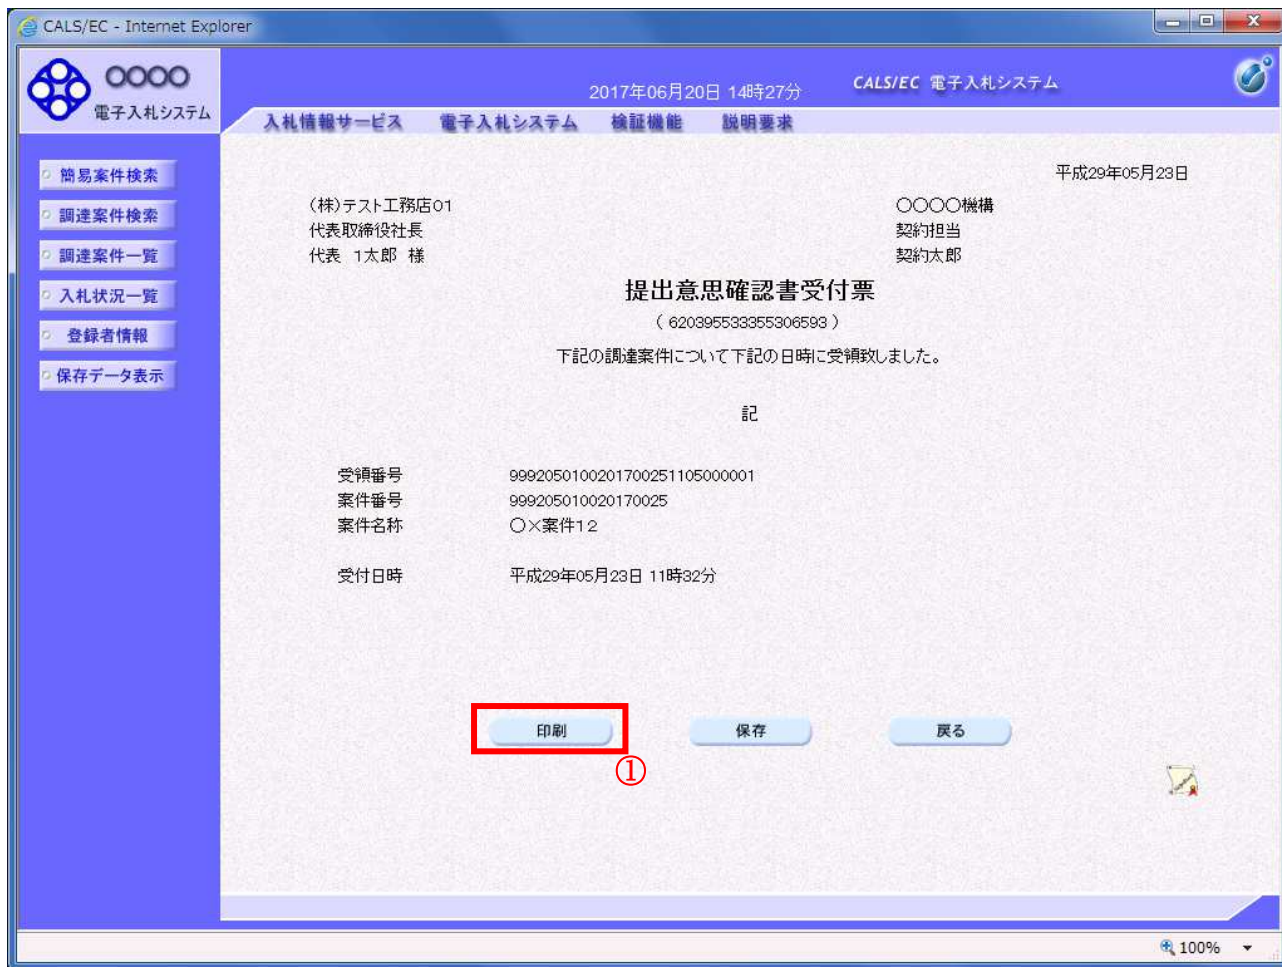 CALS/EC - Internet Explorer
○○○○
電子入札システム
2017年06月20日 14時27分
CALS/EC 電子入札システム
入札情報サービス 電子入札システム 検証機能 説明要求
簡易案件検索
調達案件検索
調達案件一覧
入札状況一覧
登録者情報
保存データ表示
平成29年05月23日
(株)テスト工務店01
代表取締役社長
代表 1太郎 様
○○○○機構
契約担当
契約太郎
提出意思確認書受付票
( 620395533355306593 )
下記の調達案件について下記の日時に受領致しました。
記
受領番号 9992050100201700251105000001
案件番号 999205010020170025
案件名称 ○×案件12
受付日時 平成29年05月23日 11時32分
印刷 保存 戻る
①
100%